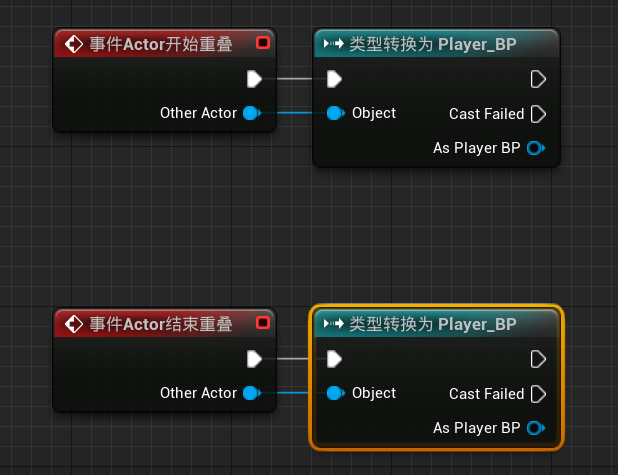 事件Actor开始重叠
类型转换为 Player_BP
Other Actor
Object
Cast Failed
As Player BP
事件Actor结束重叠
类型转换为 Player_BP
Other Actor
Object
Cast Failed
As Player BP